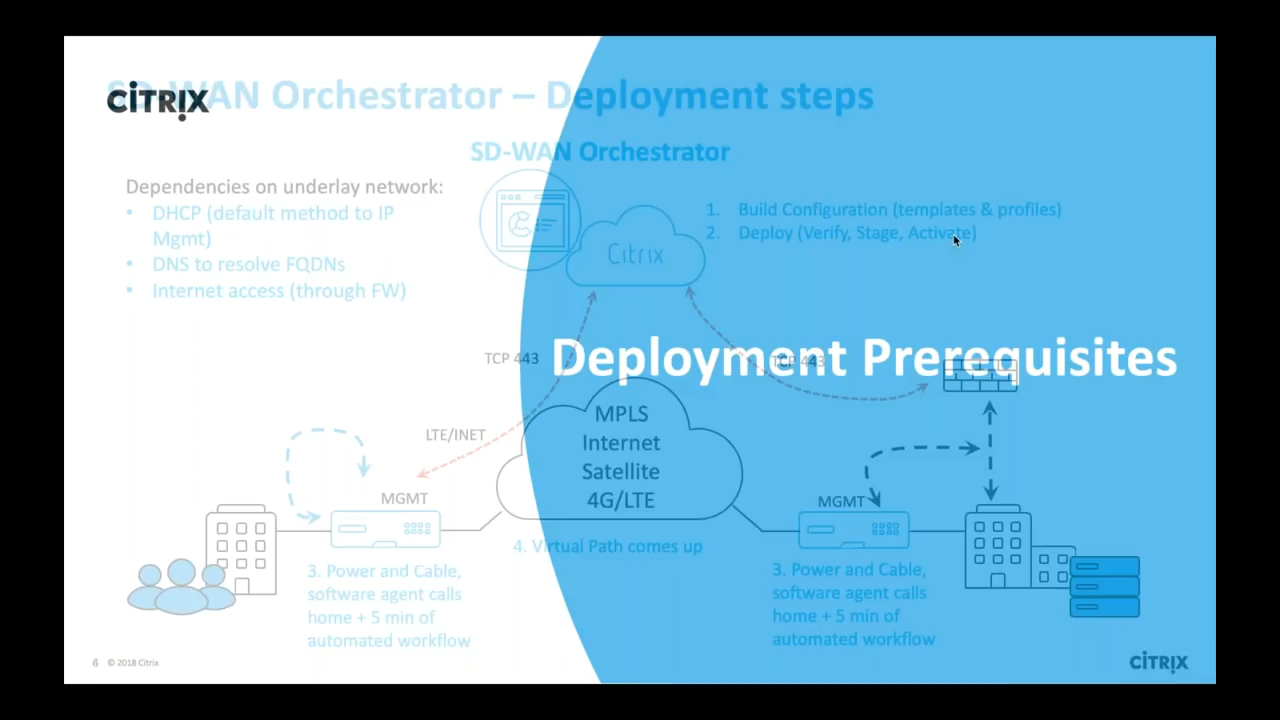 SD-WAN Orchestrator – Deployment steps
CITRIX
SD-WAN Orchestrator
Dependencies on underlay network:
• DHCP (default method to IP
Mgmt)
• DNS to resolve FQDNs
• Internet access (through FW)
1. Build Configuration (templates & profiles)
2. Deploy (Verify, Stage, Activate)
Citrix
TCP 443
Deployment Prerequisites
TCP 443
MPLS
Internet
Satellite
4G/LTE
LTE/INET
MGMT
MGMT
4. Virtual Path comes up
3. Power and Cable,
software agent calls
home + 5 min of
automated workflow
3. Power and Cable,
software agent calls
home + 5 min of
automated workflow
6 © 2018 Citrix
CITRIX